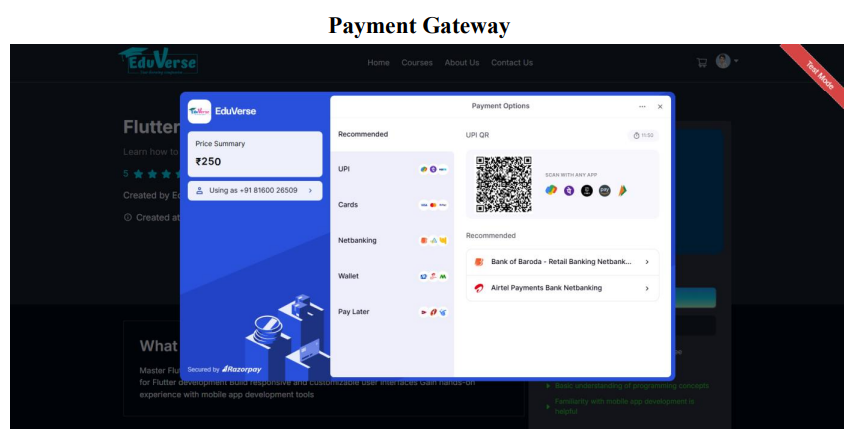 Payment Gateway
EduVerse
Home Courses About Us Contact Us
Test Mode
Flutter
Learn how to
5
Created by Ed
Created at
EduVerse
Price Summary
₹250
Using as +91 81600 26509
Secured by Razorpay
Payment Options
Recommended
UPI
Cards
Netbanking
Wallet
Pay Later
UPI QR
11:50
SCAN WITH ANY APP
Recommended
Bank of Baroda - Retail Banking Netbank...
Airtel Payments Bank Netbanking
What
Master Flu
for Flutter development Build responsive and customizable user interfaces Gain hands-on
experience with mobile app development tools
Basic understanding of programming concepts
Familiarity with mobile app development is
helpful